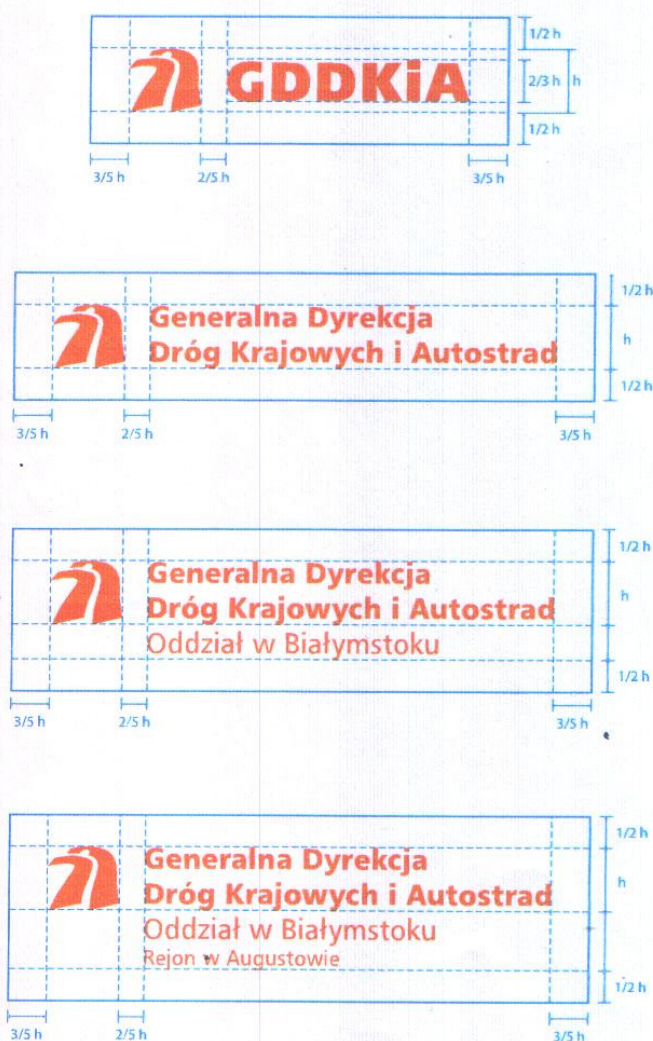 1/2 h
GDDKiA
2/3 h
h
1/2 h
3/5 h
2/5 h
3/5 h
1/2 h
Generalna Dyrekcja
Dróg Krajowych i Autostrad
h
1/2 h
3/5 h
2/5 h
3/5 h
1/2 h
Generalna Dyrekcja
h
Dróg Krajowych i Autostrad
Oddział w Białymstoku
1/2 h
3/5 h
2/5 h
3/5 h
1/2 h
Generalna Dyrekcja
h
Dróg Krajowych i Autostrad
Oddział w Białymstoku
Rejon w Augustowie
1/2 h
3/5 h
2/5 h
3/5 h